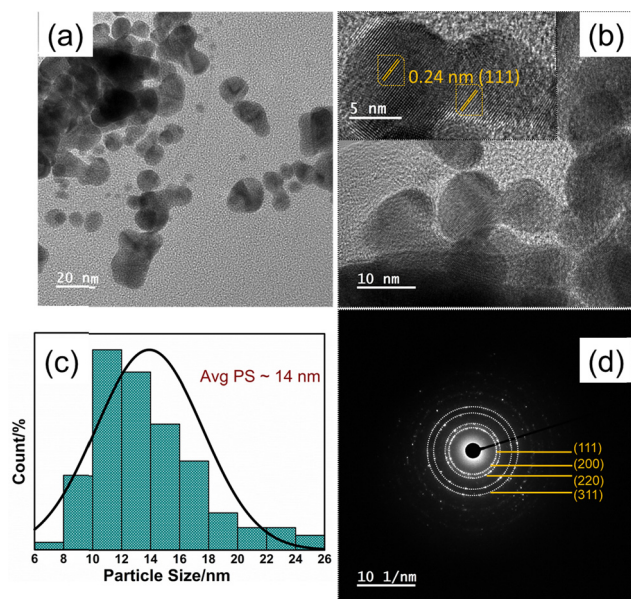 (a)
20 nm
(b)
0.24 nm (111)
5 nm
10 nm
(c)
Avg PS ~ 14 nm
Count/%
6 8 10 12 14 16 18 20 22 24 26
Particle Size/nm
(d)
(111)
(200)
(220)
(311)
10 1/nm